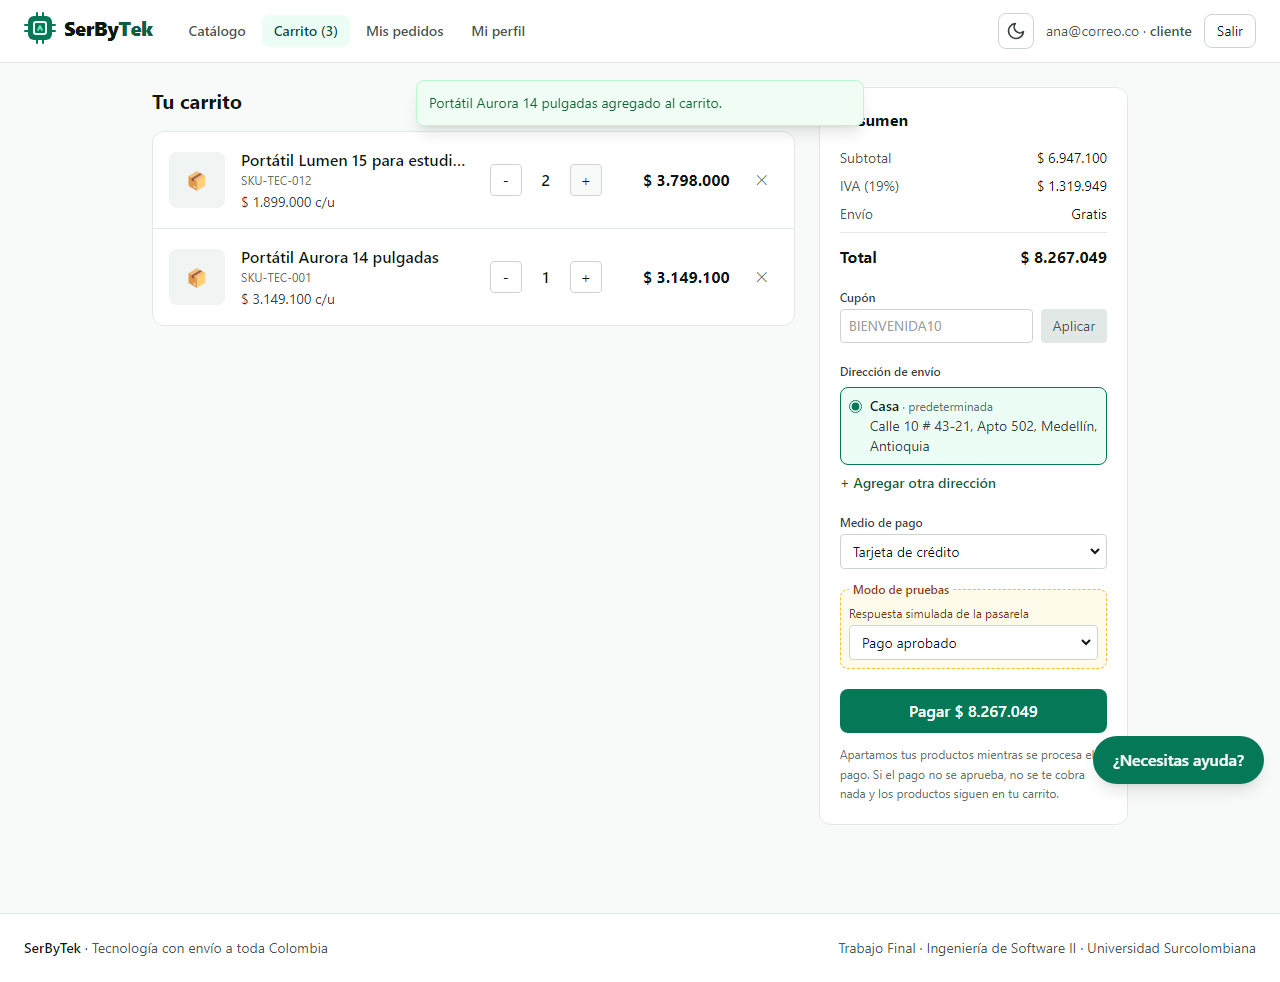 SerByTek
Catálogo
Carrito (3)
Mis pedidos
Mi perfil
ana@correo.co · cliente
Salir
Portátil Aurora 14 pulgadas agregado al carrito.
Tu carrito
Portátil Lumen 15 para estudi...
SKU-TEC-012
$ 1.899.000 c/u
-
2
+
$ 3.798.000
Portátil Aurora 14 pulgadas
SKU-TEC-001
$ 3.149.100 c/u
-
1
+
$ 3.149.100
sumen
Subtotal $ 6.947.100
IVA (19%) $ 1.319.949
Envío Gratis
Total $ 8.267.049
Cupón
BIENVENIDA10
Aplicar
Dirección de envío
Casa · predeterminada
Calle 10 # 43-21, Apto 502, Medellín,
Antioquia
+ Agregar otra dirección
Medio de pago
Tarjeta de crédito
Modo de pruebas
Respuesta simulada de la pasarela
Pago aprobado
Pagar $ 8.267.049
Apartamos tus productos mientras se procesa el
pago. Si el pago no se aprueba, no se te cobra
nada y los productos siguen en tu carrito.
¿Necesitas ayuda?
SerByTek · Tecnología con envío a toda Colombia
Trabajo Final · Ingeniería de Software II · Universidad Surcolombiana